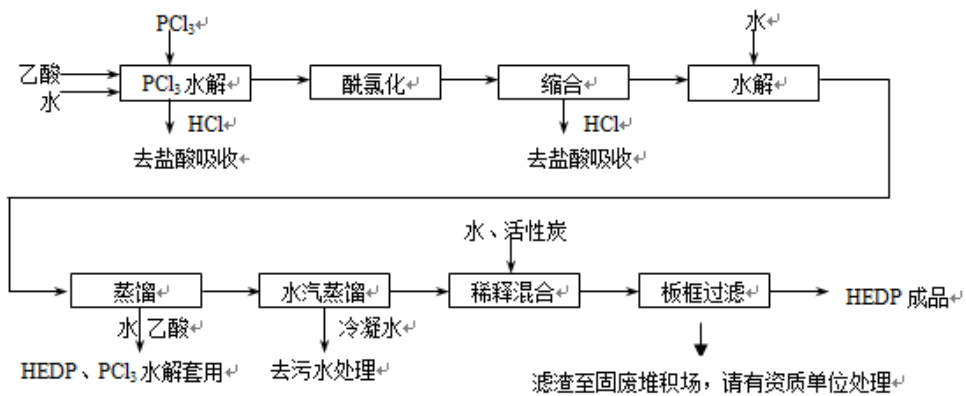 PCl₃↵
水↵
乙酸
水
PCl₃ 水解↵
酰氯化↵
缩合↵
水解↵
HCl↵
HCl↵
去盐酸吸收↵
去盐酸吸收↵
水、活性炭
蒸馏↵
水汽蒸馏↵
稀释混合↵
板框过滤↵
HEDP 成品↵
水 乙酸↵
冷凝水↵
HEDP、PCl₃ 水解套用↵
去污水处理↵
滤渣至固废堆积场，请有资质单位处理↵